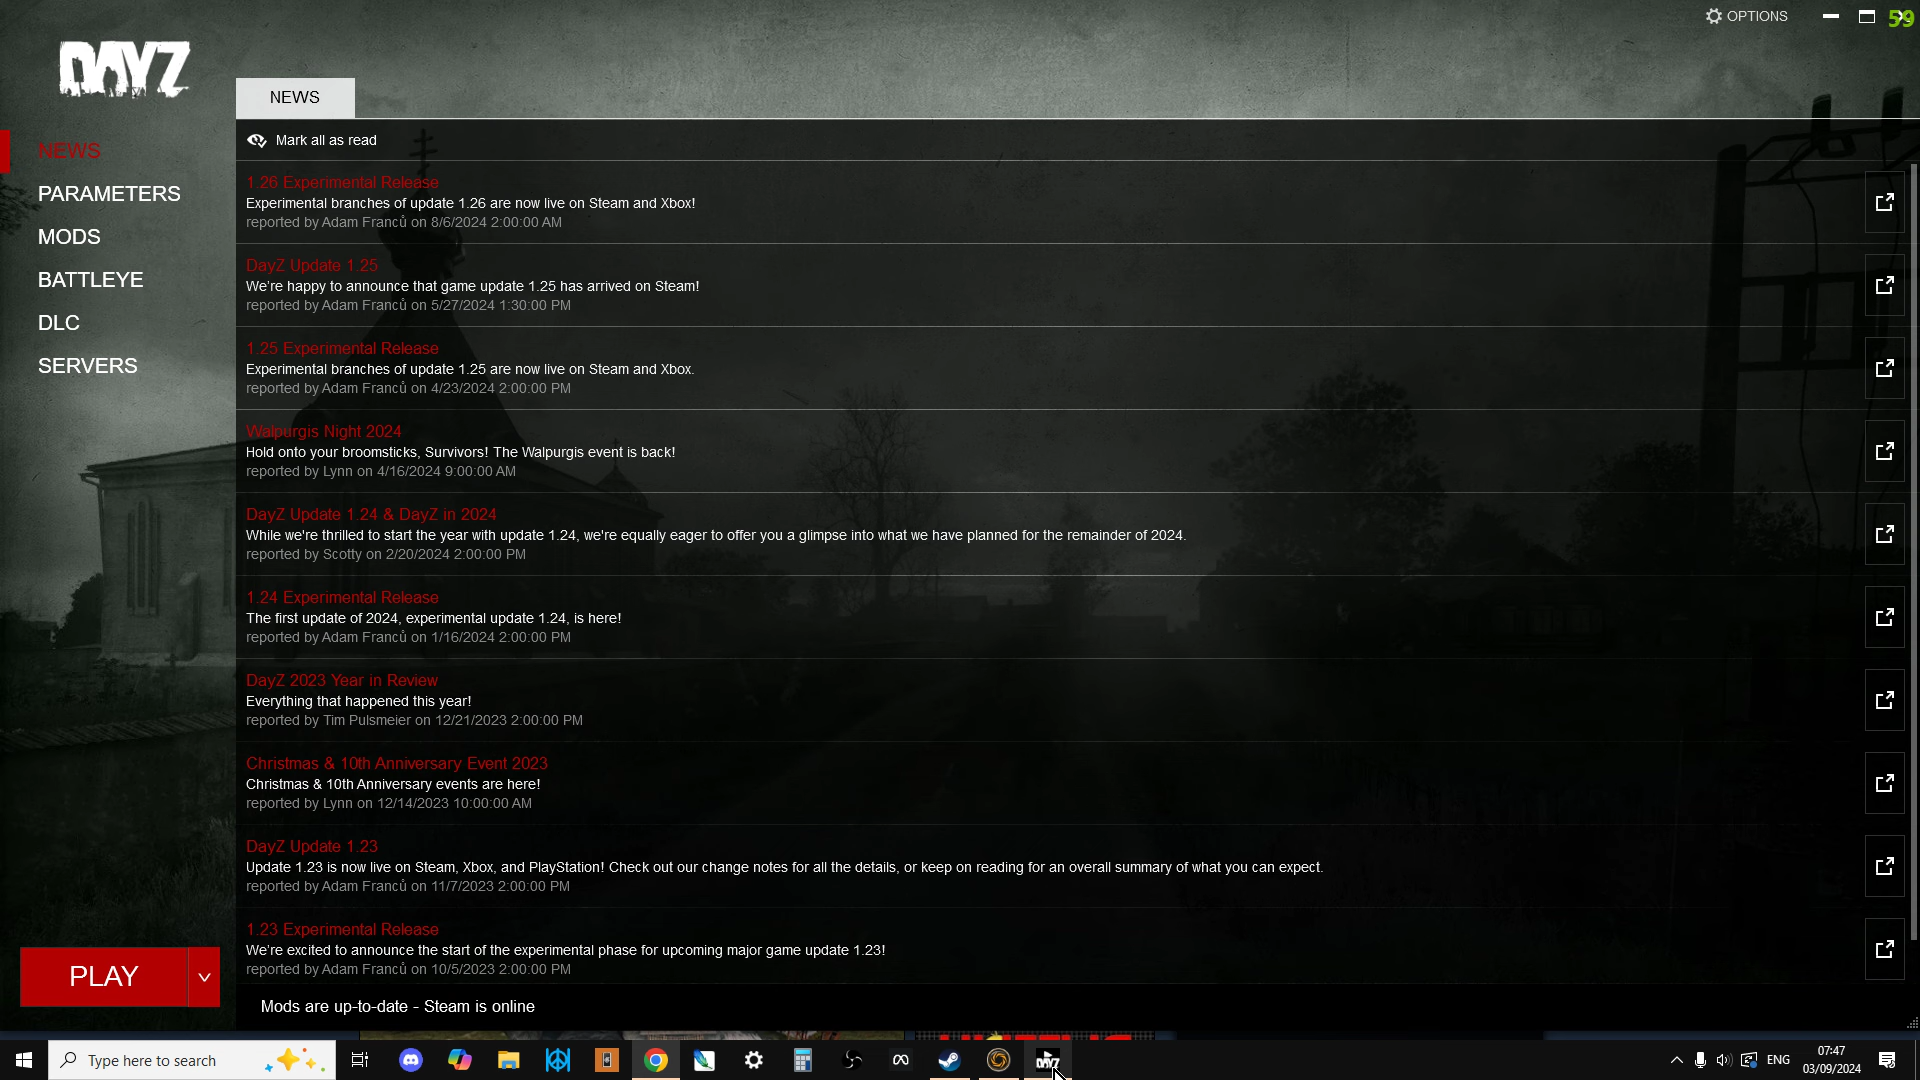 OPTIONS
59
DAYZ
NEWS
Mark all as read
NEWS
PARAMETERS
MODS
BATTLEYE
DLC
SERVERS
1.26 Experimental Release
Experimental branches of update 1.26 are now live on Steam and Xbox!
reported by Adam Franců on 8/6/2024 2:00:00 AM
DayZ Update 1.25
We're happy to announce that game update 1.25 has arrived on Steam!
reported by Adam Franců on 5/27/2024 1:30:00 PM
1.25 Experimental Release
Experimental branches of update 1.25 are now live on Steam and Xbox.
reported by Adam Franců on 4/23/2024 2:00:00 PM
Walpurgis Night 2024
Hold onto your broomsticks, Survivors! The Walpurgis event is back!
reported by Lynn on 4/16/2024 9:00:00 AM
DayZ Update 1.24 & DayZ in 2024
While we're thrilled to start the year with update 1.24, we're equally eager to offer you a glimpse into what we have planned for the remainder of 2024.
reported by Scotty on 2/20/2024 2:00:00 PM
1.24 Experimental Release
The first update of 2024, experimental update 1.24, is here!
reported by Adam Franců on 1/16/2024 2:00:00 PM
DayZ 2023 Year in Review
Everything that happened this year!
reported by Tim Pulsmeier on 12/21/2023 2:00:00 PM
Christmas & 10th Anniversary Event 2023
Christmas & 10th Anniversary events are here!
reported by Lynn on 12/14/2023 10:00:00 AM
DayZ Update 1.23
Update 1.23 is now live on Steam, Xbox, and PlayStation! Check out our change notes for all the details, or keep on reading for an overall summary of what you can expect.
reported by Adam Franců on 11/7/2023 2:00:00 PM
1.23 Experimental Release
We're excited to announce the start of the experimental phase for upcoming major game update 1.23!
reported by Adam Franců on 10/5/2023 2:00:00 PM
PLAY
Mods are up-to-date - Steam is online
Type here to search
DAYZ
ENG
07:47
03/09/2024